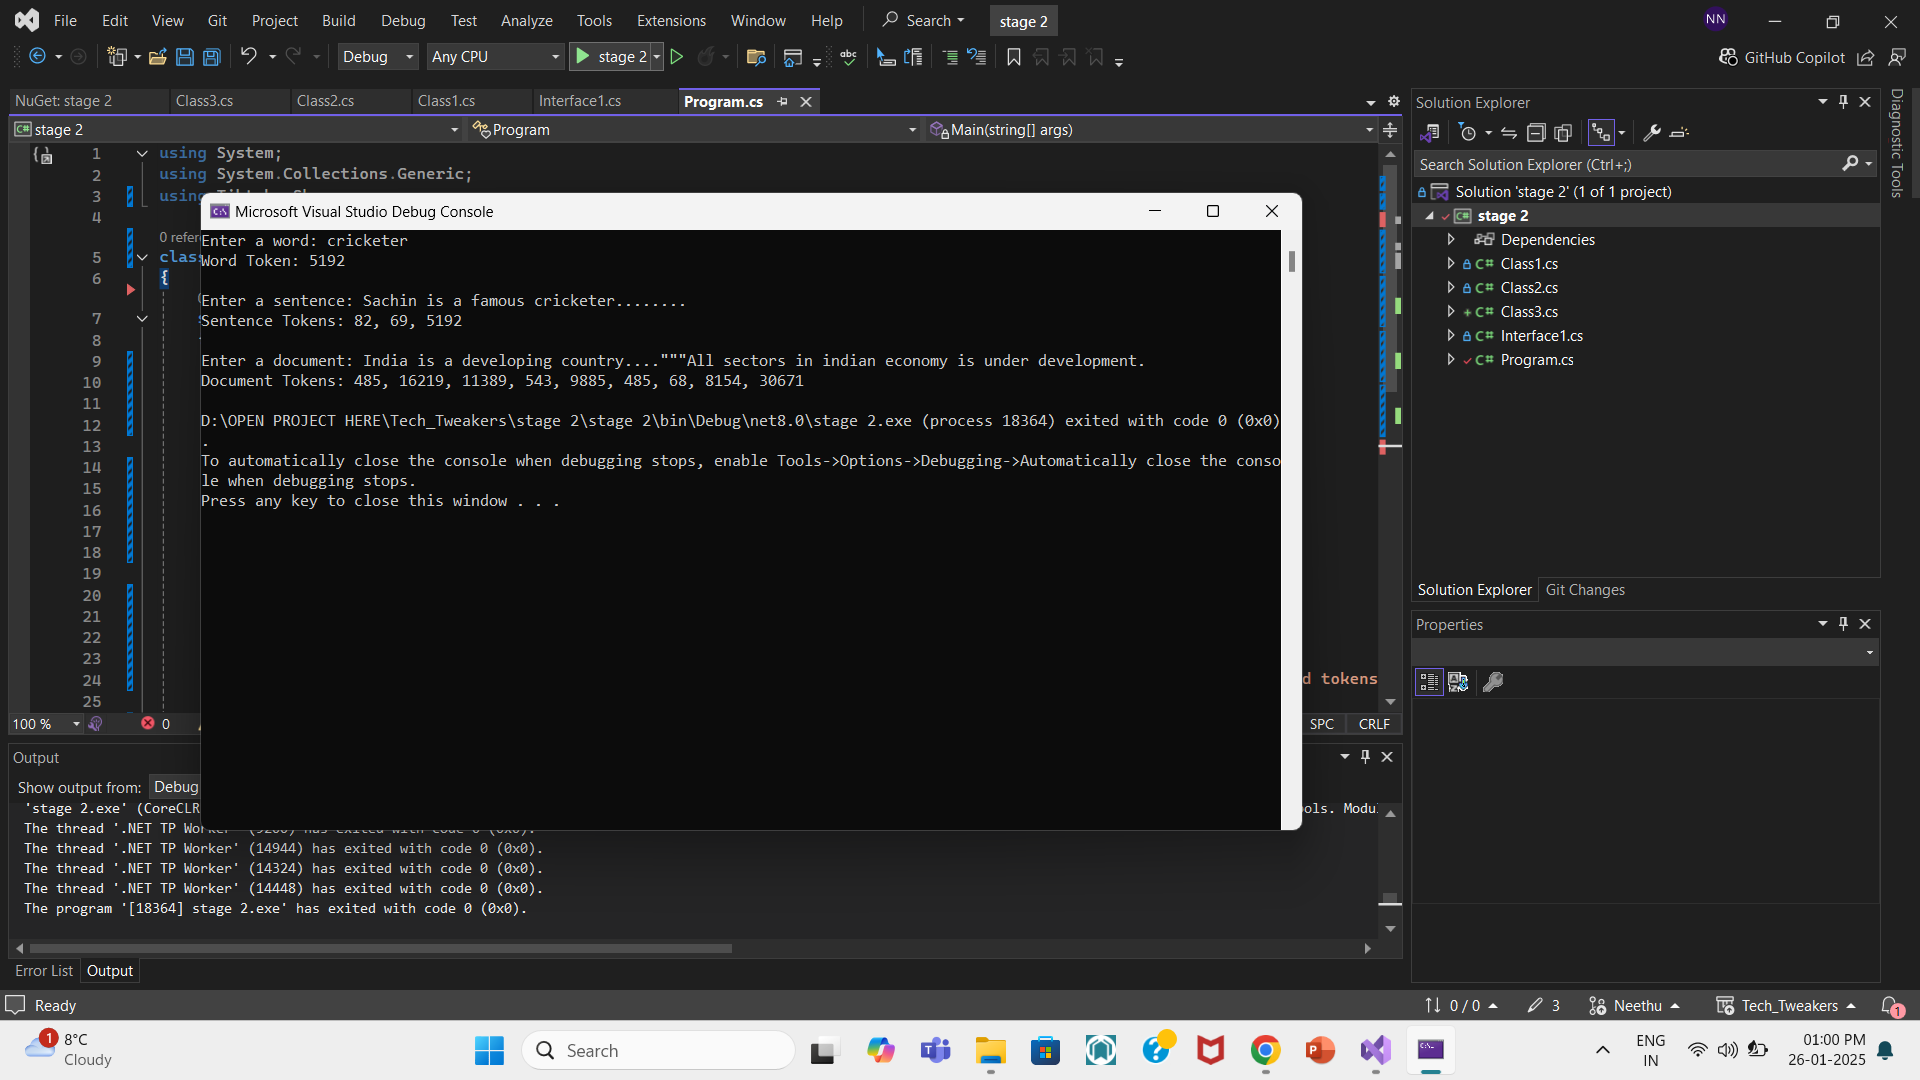 File Edit View Git Project Build Debug Test Analyze Tools Extensions Window Help Search stage 2 NN
Debug Any CPU stage 2 GitHub Copilot
NuGet: stage 2 Class3.cs Class2.cs Class1.cs Interface1.cs Program.cs
stage 2 Program Main(string[] args)
1 using System;
2 using System.Collections.Generic;
3
4
5
6 {
7
8
9
10
11
12
13
14
15
16
17
18
19
20
21
22
23
24 d tokens
25
100 % 0 SPC CRLF
Microsoft Visual Studio Debug Console
Enter a word: cricketer
Word Token: 5192
Enter a sentence: Sachin is a famous cricketer........
Sentence Tokens: 82, 69, 5192
Enter a document: India is a developing country...."""All sectors in indian economy is under development.
Document Tokens: 485, 16219, 11389, 543, 9885, 485, 68, 8154, 30671
D:\OPEN PROJECT HERE\Tech_Tweakers\stage 2\stage 2\bin\Debug\net8.0\stage 2.exe (process 18364) exited with code 0 (0x0)
.
To automatically close the console when debugging stops, enable Tools->Options->Debugging->Automatically close the conso
le when debugging stops.
Press any key to close this window . . .
Output
Show output from: Debug
'stage 2.exe' (CoreCLR ols. Modu
The thread '.NET TP Worker' has exited with code 0 (0x0).
The thread '.NET TP Worker' (14944) has exited with code 0 (0x0).
The thread '.NET TP Worker' (14324) has exited with code 0 (0x0).
The thread '.NET TP Worker' (14448) has exited with code 0 (0x0).
The program '[18364] stage 2.exe' has exited with code 0 (0x0).
Error List Output
Solution Explorer
Search Solution Explorer (Ctrl+;)
Solution 'stage 2' (1 of 1 project)
stage 2
Dependencies
C# Class1.cs
C# Class2.cs
C# Class3.cs
C# Interface1.cs
C# Program.cs
Solution Explorer Git Changes
Properties
Diagnostic Tools
Ready 0 / 0 3 Neethu Tech_Tweakers 1
1 8°C
Cloudy
Search
ENG
IN
01:00 PM
26-01-2025